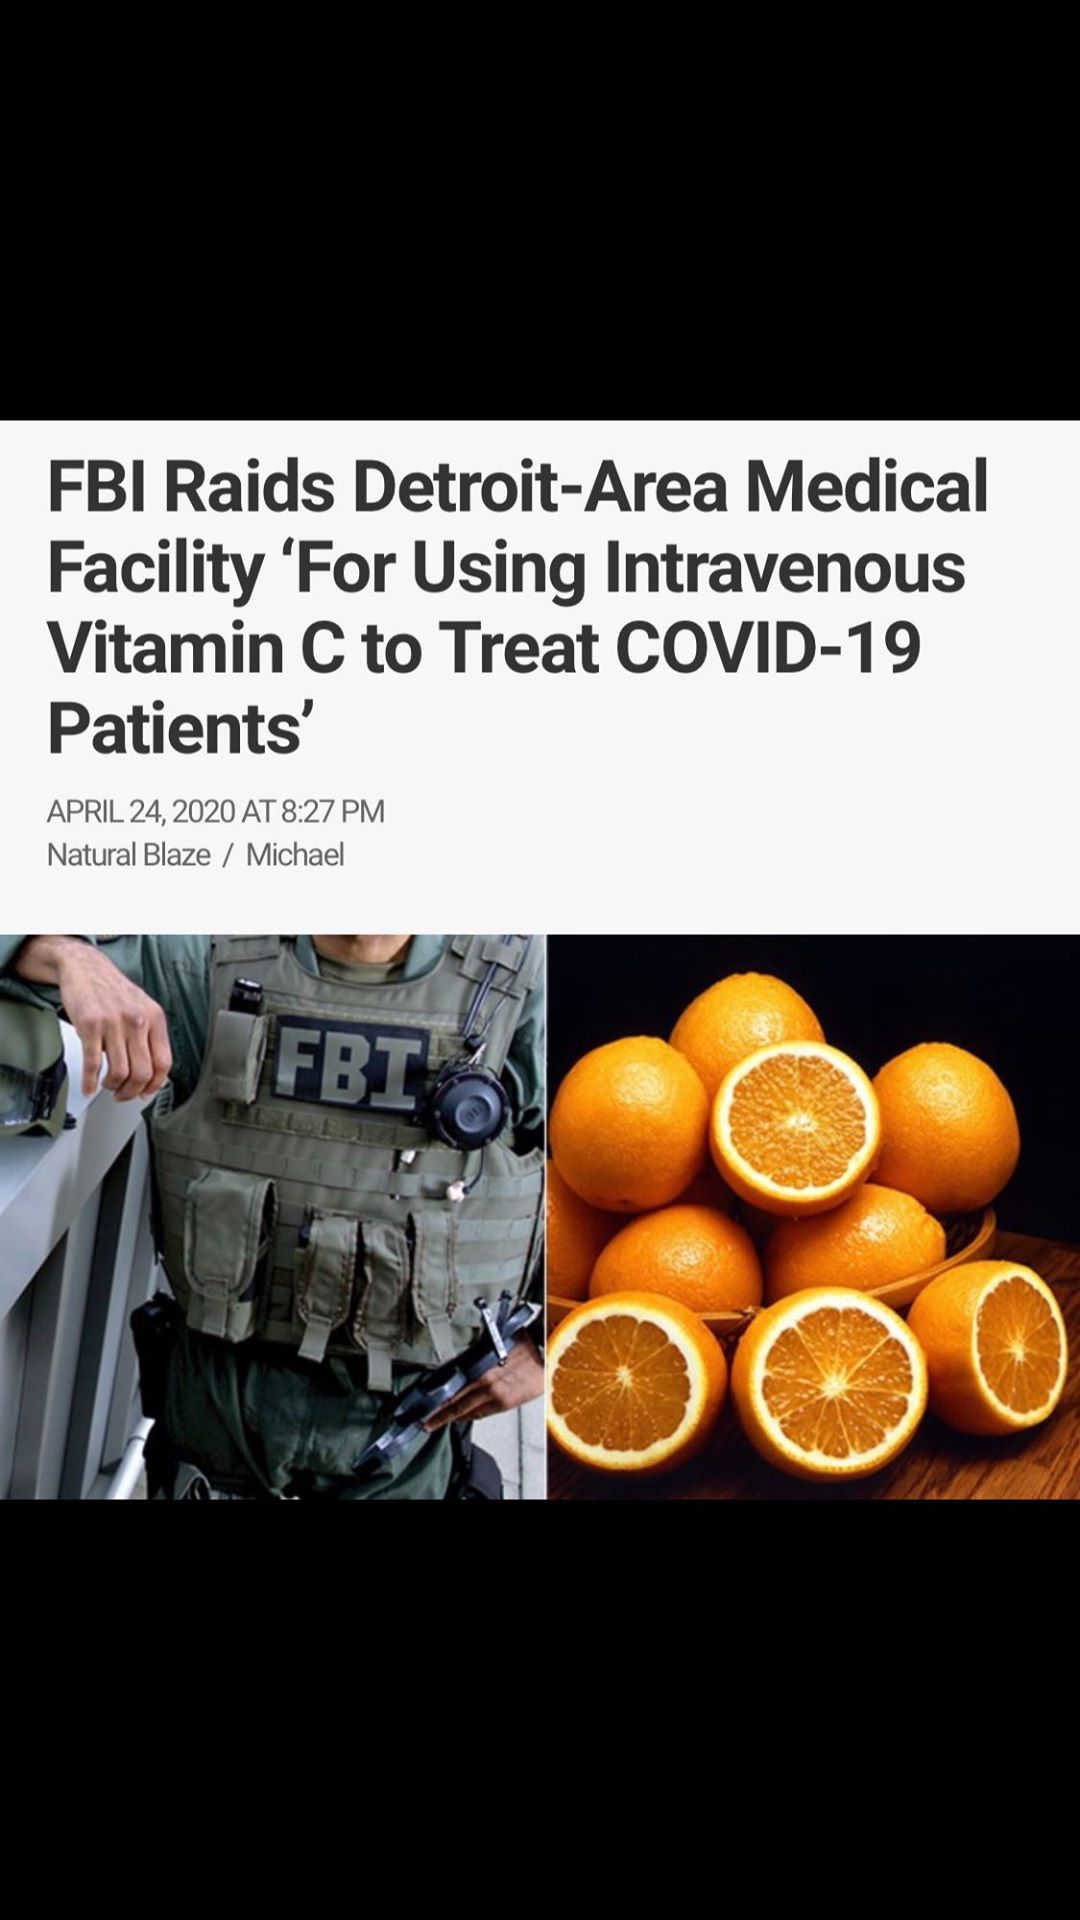 FBI Raids Detroit-Area Medical
Facility ‘For Using Intravenous
Vitamin C to Treat COVID-19
Patients’
APRIL 24, 2020 AT 8:27 PM
Natural Blaze / Michael
FBI